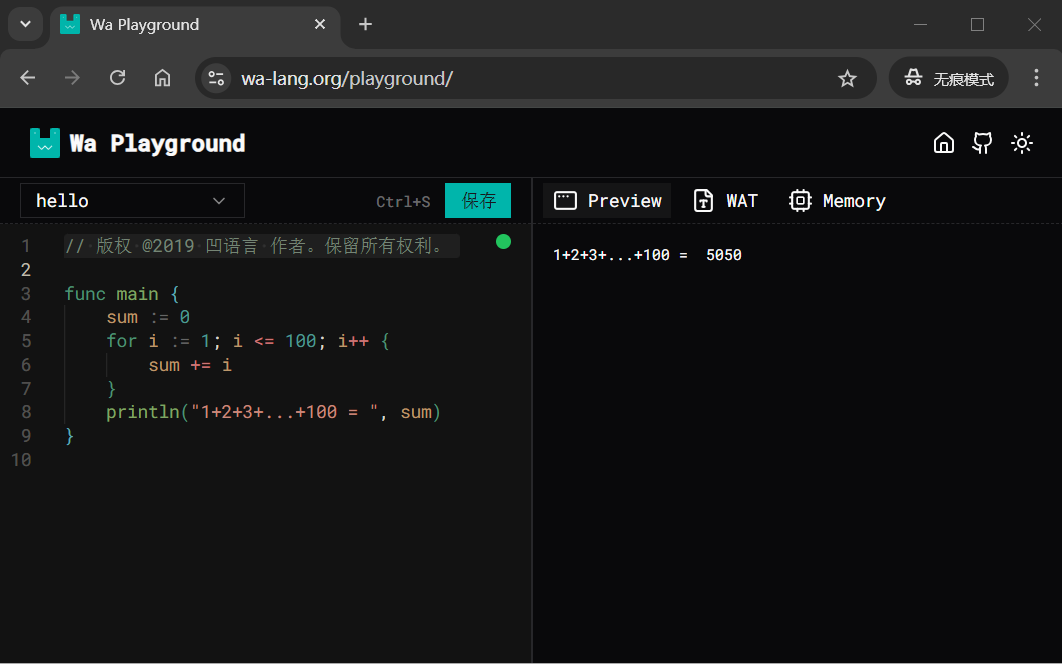 Wa Playground
wa-lang.org/playground/
无痕模式
Wa Playground
hello
Ctrl+S 保存
Preview WAT Memory
1 // 版权 @2019 凹语言 作者。保留所有权利。
2
3 func main {
4 sum := 0
5 for i := 1; i <= 100; i++ {
6 sum += i
7 }
8 println("1+2+3+...+100 = ", sum)
9 }
10
1+2+3+...+100 =  5050